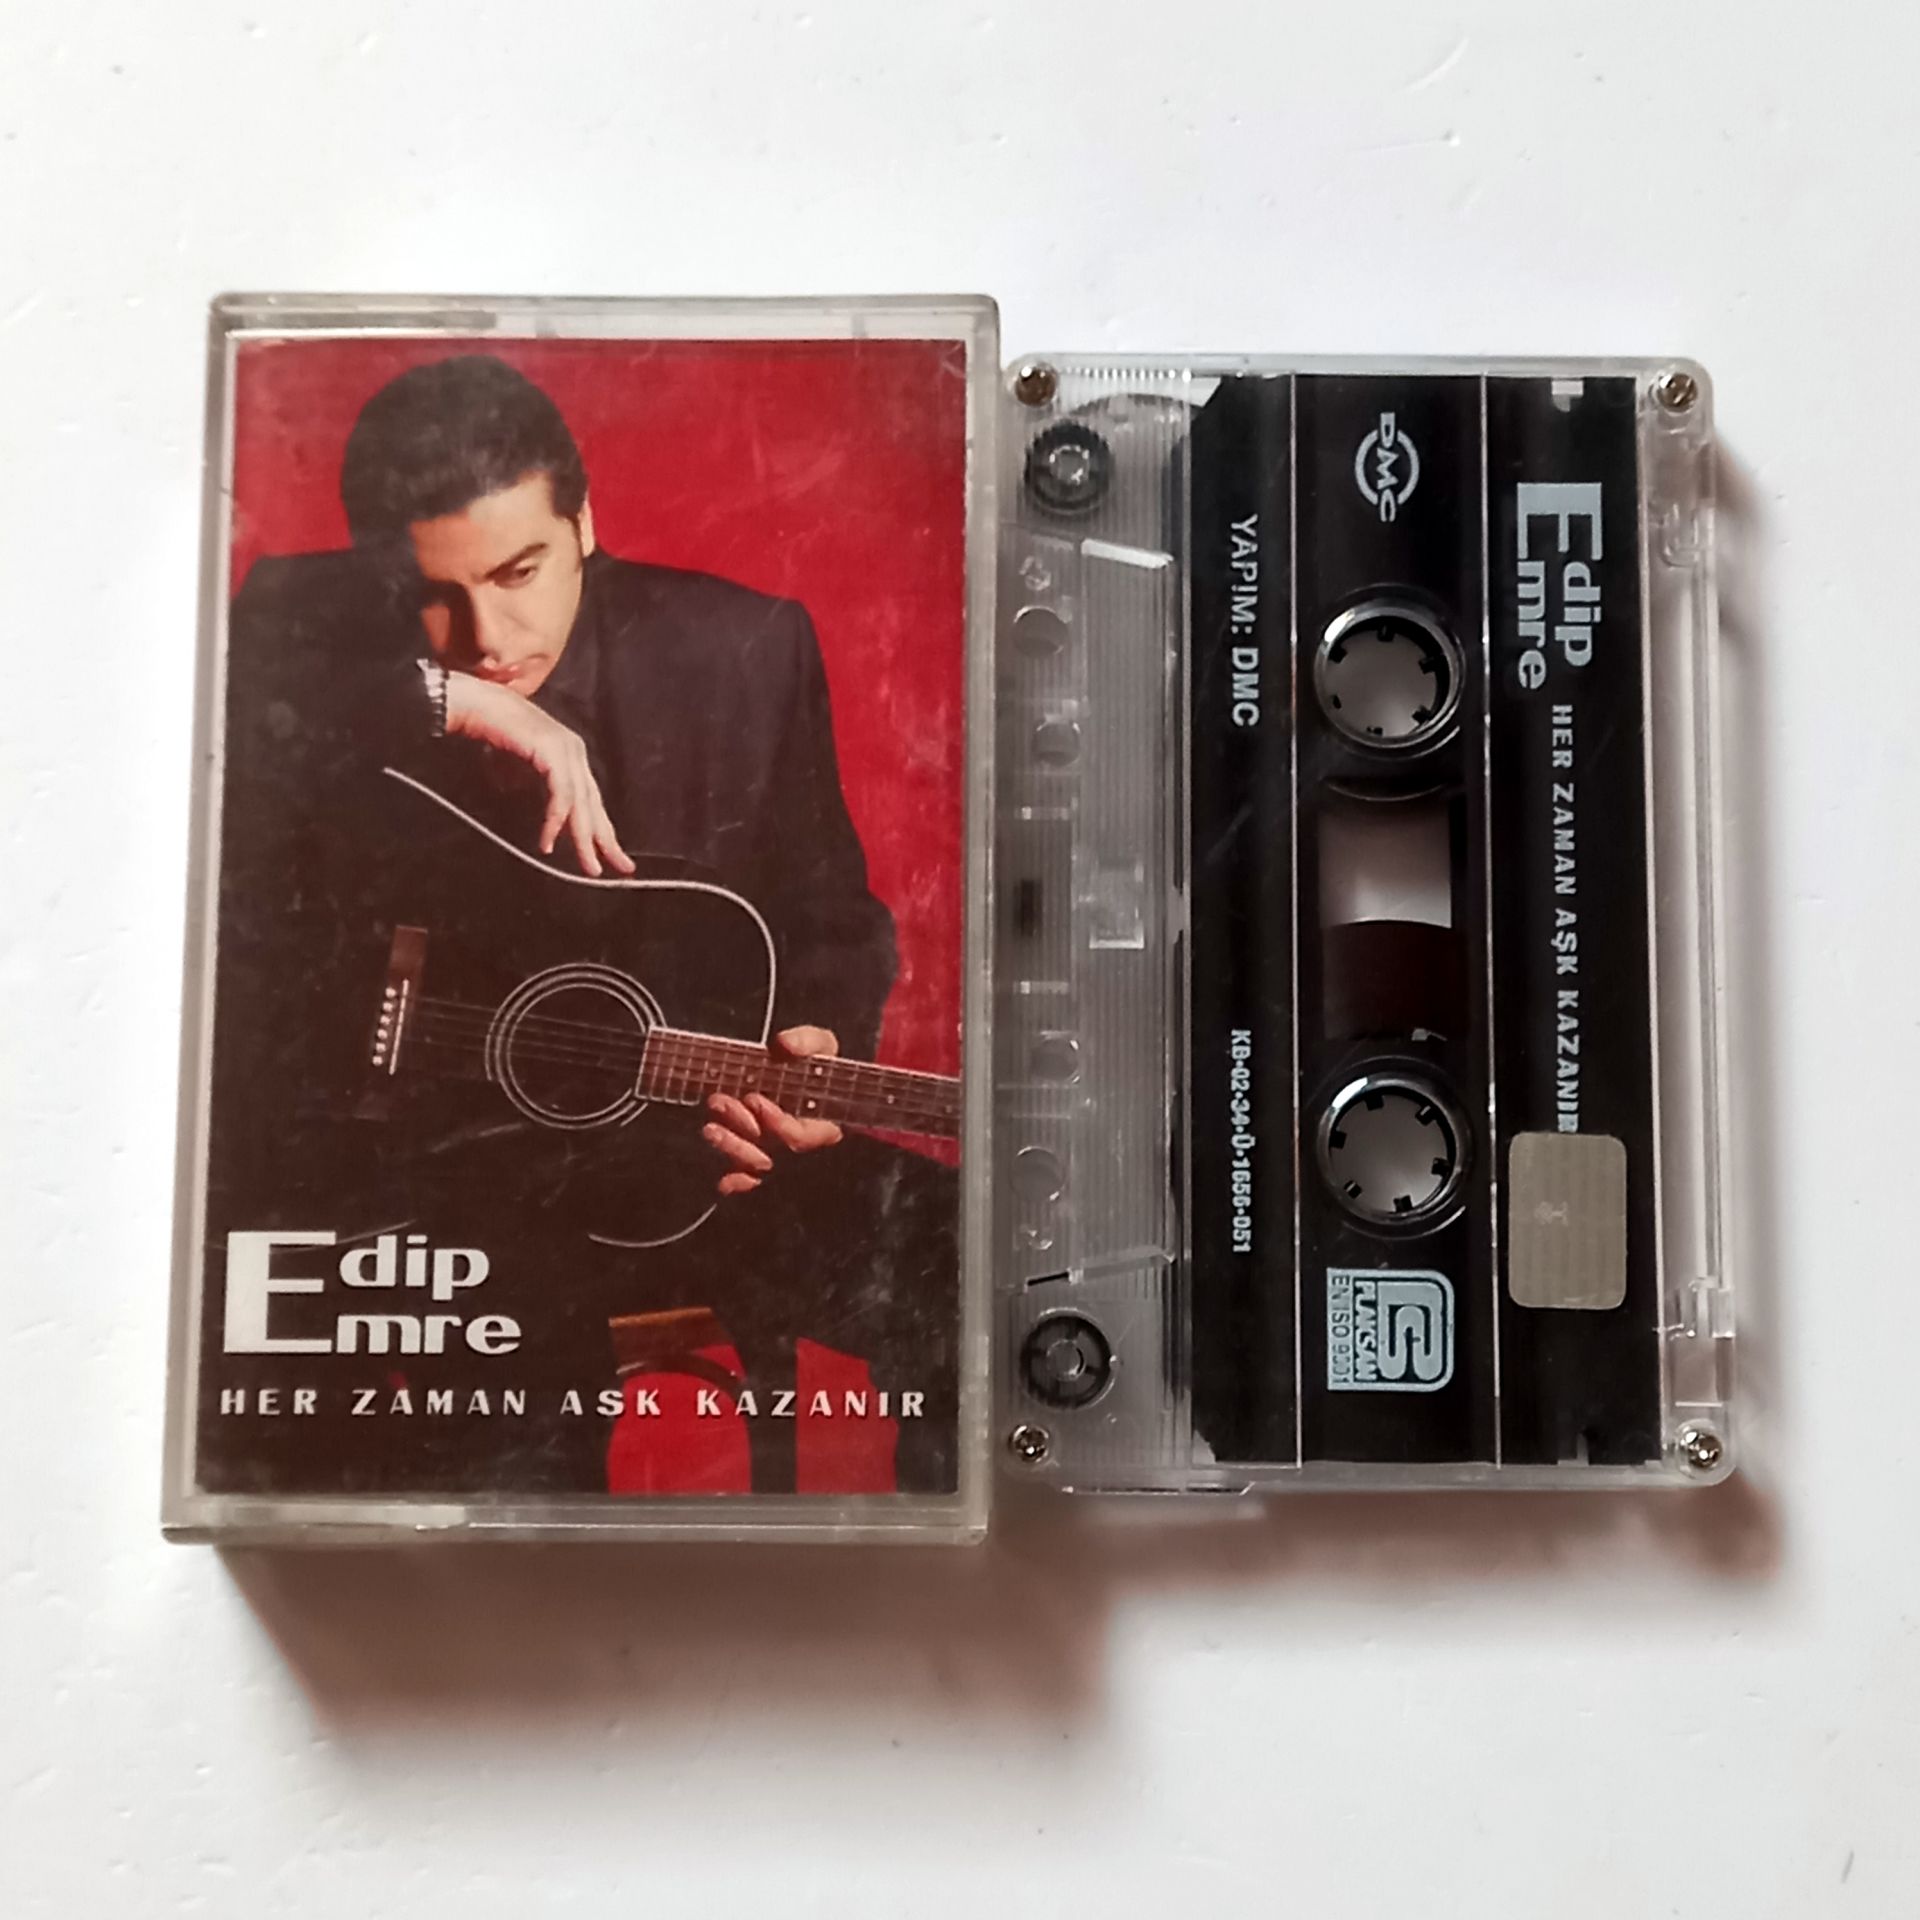 Edip
Emre
HER ZAMAN AŞK KAZANIR
DMC
YAPIM: DMC
KB·02·34·Ü·1656·051
Edip
Emre
HER ZAMAN AŞK KAZANIR
PLAKSAN
EN ISO 9001